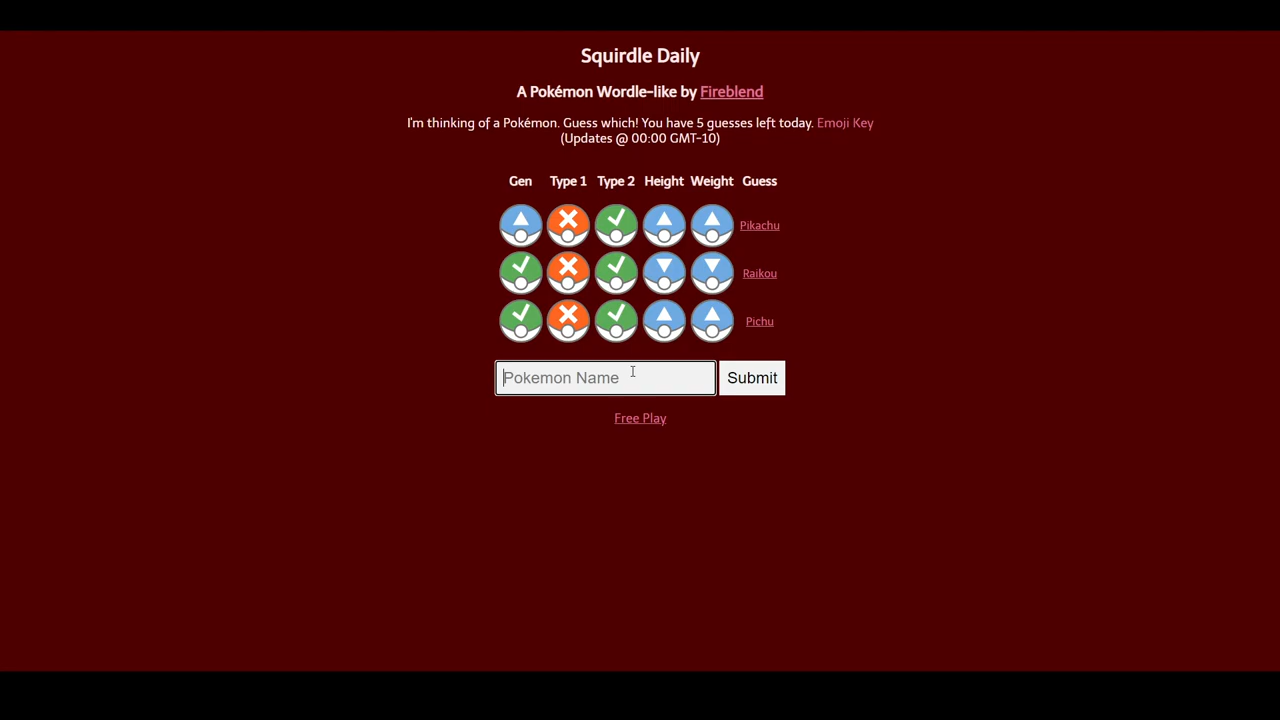 Squirdle Daily
A Pokémon Wordle-like by Fireblend
I'm thinking of a Pokémon. Guess which! You have 5 guesses left today. Emoji Key
(Updates @ 00:00 GMT-10)
Gen Type 1 Type 2 Height Weight Guess
Pikachu
Raikou
Pichu
Pokemon Name Submit
Free Play